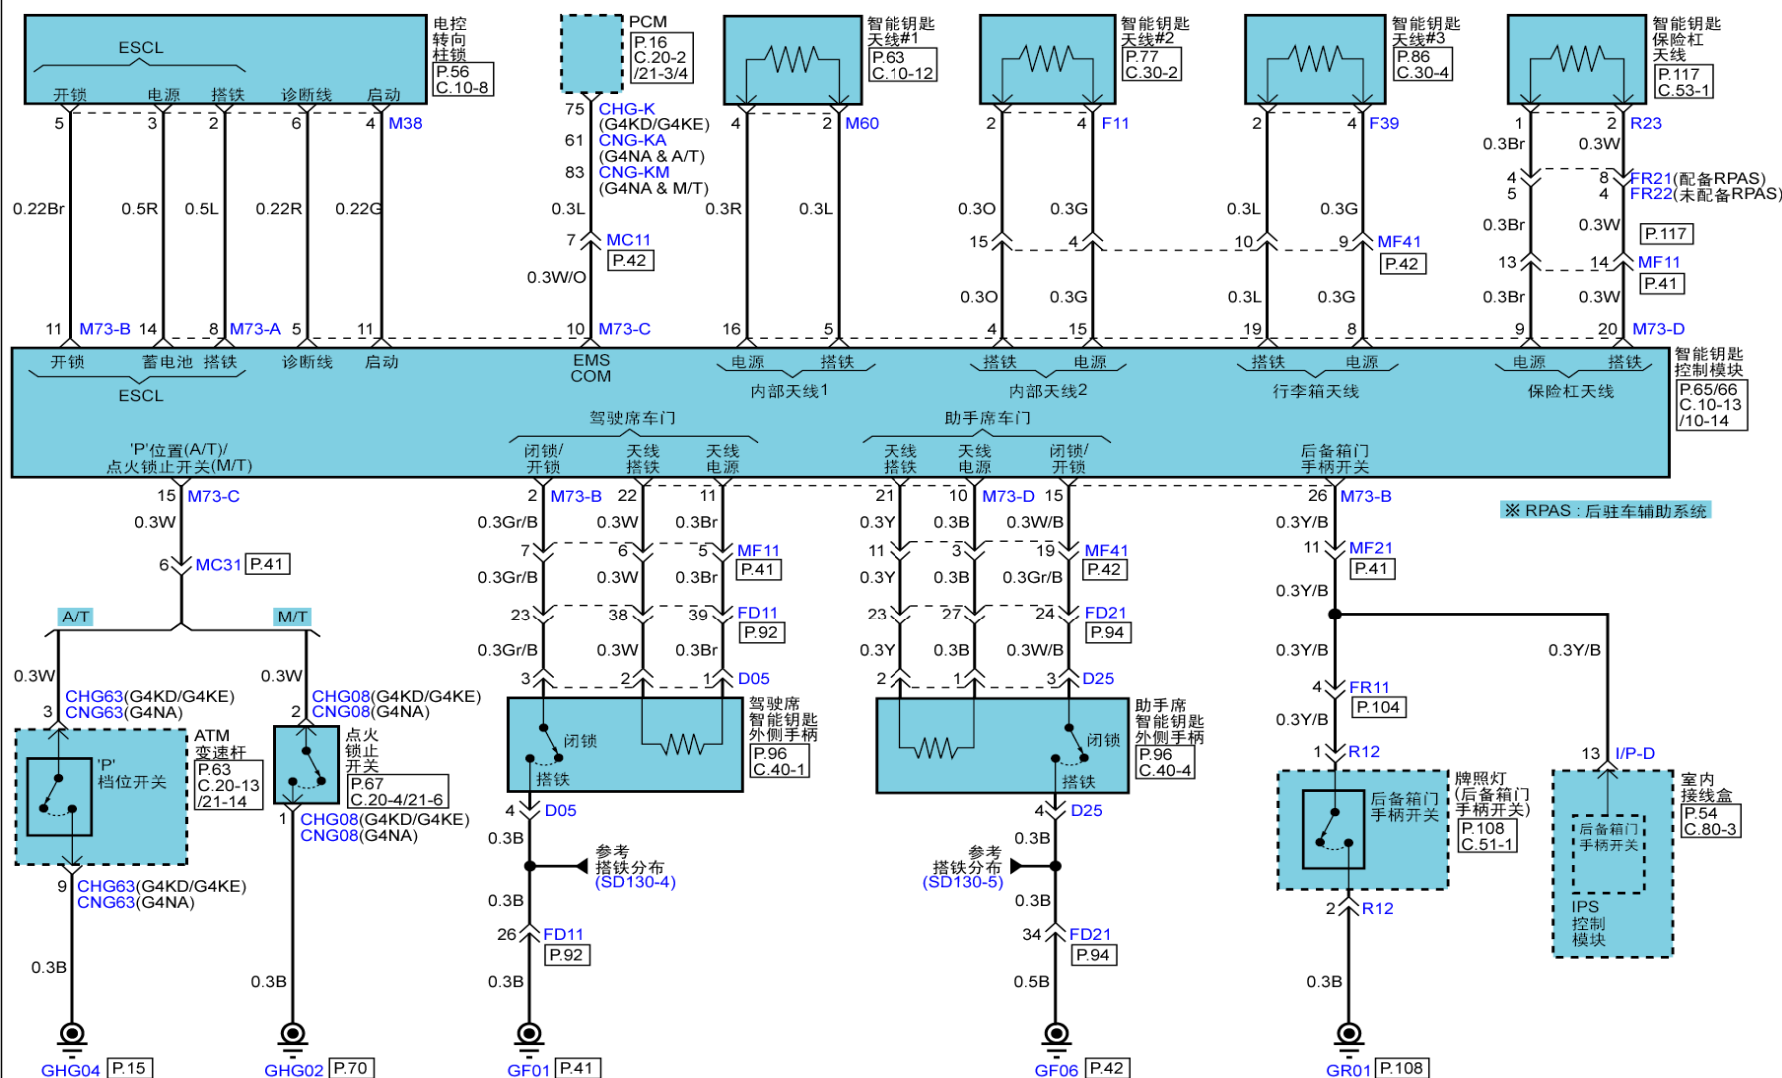 ESCL
开锁 电源 搭铁 诊断线 启动
电控
转向
柱锁
P.56
C.10-8
PCM
P.16
C.20-2
/21-3/4
智能钥匙
天线#1
P.63
C.10-12
智能钥匙
天线#2
P.77
C.30-2
智能钥匙
天线#3
P.86
C.30-4
智能钥匙
保险杠
天线
P.117
C.53-1
5 3 2 6 4 M38
75 CHG-K
(G4KD/G4KE)
61 CNG-KA
(G4NA & A/T)
83 CNG-KM
(G4NA & M/T)
4 2 M60
2 4 F11
2 4 F39
1 2 R23
0.3Br 0.3W
4 8 FR21(配备RPAS)
5 4 FR22(未配备RPAS)
0.22Br 0.5R 0.5L 0.22R 0.22G 0.3L 0.3R 0.3L 0.3O 0.3G 0.3L 0.3G 0.3Br 0.3W
P.117
7 MC11
P.42
15 4 10 9 MF41
P.42
13 14 MF11
P.41
0.3W/O 0.3O 0.3G 0.3L 0.3G 0.3Br 0.3W
11 M73-B 14 8 M73-A 5 11 10 M73-C 16 5 4 15 19 8 9 20 M73-D
开锁 蓄电池 搭铁 诊断线 启动
ESCL
EMS
COM
电源 搭铁
内部天线1
搭铁 电源
内部天线2
搭铁 电源
行李箱天线
电源 搭铁
保险杠天线
智能钥匙
控制模块
P.65/66
C.10-13
/10-14
'P'位置(A/T)/
点火锁止开关(M/T)
驾驶席车门
闭锁/ 天线 天线
开锁 搭铁 电源
助手席车门
天线 天线 闭锁/
搭铁 电源 开锁
后备箱门
手柄开关
15 M73-C 2 M73-B 22 11 21 10 M73-D 15 26 M73-B
※ RPAS : 后驻车辅助系统
0.3W 0.3Gr/B 0.3W 0.3Br 0.3Y 0.3B 0.3W/B 0.3Y/B
6 MC31 P.41
7 6 5 MF11
P.41
11 3 19 MF41
P.42
11 MF21
P.41
0.3Gr/B 0.3W 0.3Br 0.3Y 0.3B 0.3Gr/B 0.3Y/B
A/T M/T
23 38 39 FD11
P.92
23 27 24 FD21
P.94
0.3Gr/B 0.3W 0.3Br 0.3Y 0.3B 0.3W/B 0.3Y/B 0.3Y/B
0.3W 0.3W
3 2 1 D05
2 1 3 D25
4 FR11
P.104
CHG63(G4KD/G4KE)
3 CNG63(G4NA)
CHG08(G4KD/G4KE)
2 CNG08(G4NA)
0.3Y/B
1 R12
13 I/P-D
'P'
档位开关
ATM
变速杆
P.63
C.20-13
/21-14
点火
锁止
开关
P.67
C.20-4/21-6
闭锁
搭铁
驾驶席
智能钥匙
外侧手柄
P.96
C.40-1
闭锁
搭铁
助手席
智能钥匙
外侧手柄
P.96
C.40-4
后备箱门
手柄开关
牌照灯
(后备箱门
手柄开关)
P.108
C.51-1
后备箱门
手柄开关
IPS
控制
模块
室内
接线盒
P.54
C.80-3
1 CHG08(G4KD/G4KE)
CNG08(G4NA)
4 D05
0.3B
4 D25
0.3B
参考
搭铁分布
(SD130-4)
参考
搭铁分布
(SD130-5)
9 CHG63(G4KD/G4KE)
CNG63(G4NA)
0.3B 0.3B
2 R12
26 FD11
P.92
34 FD21
P.94
0.3B 0.3B 0.3B 0.5B 0.3B
GHG04 P.15
GHG02 P.70
GF01 P.41
GF06 P.42
GR01 P.108